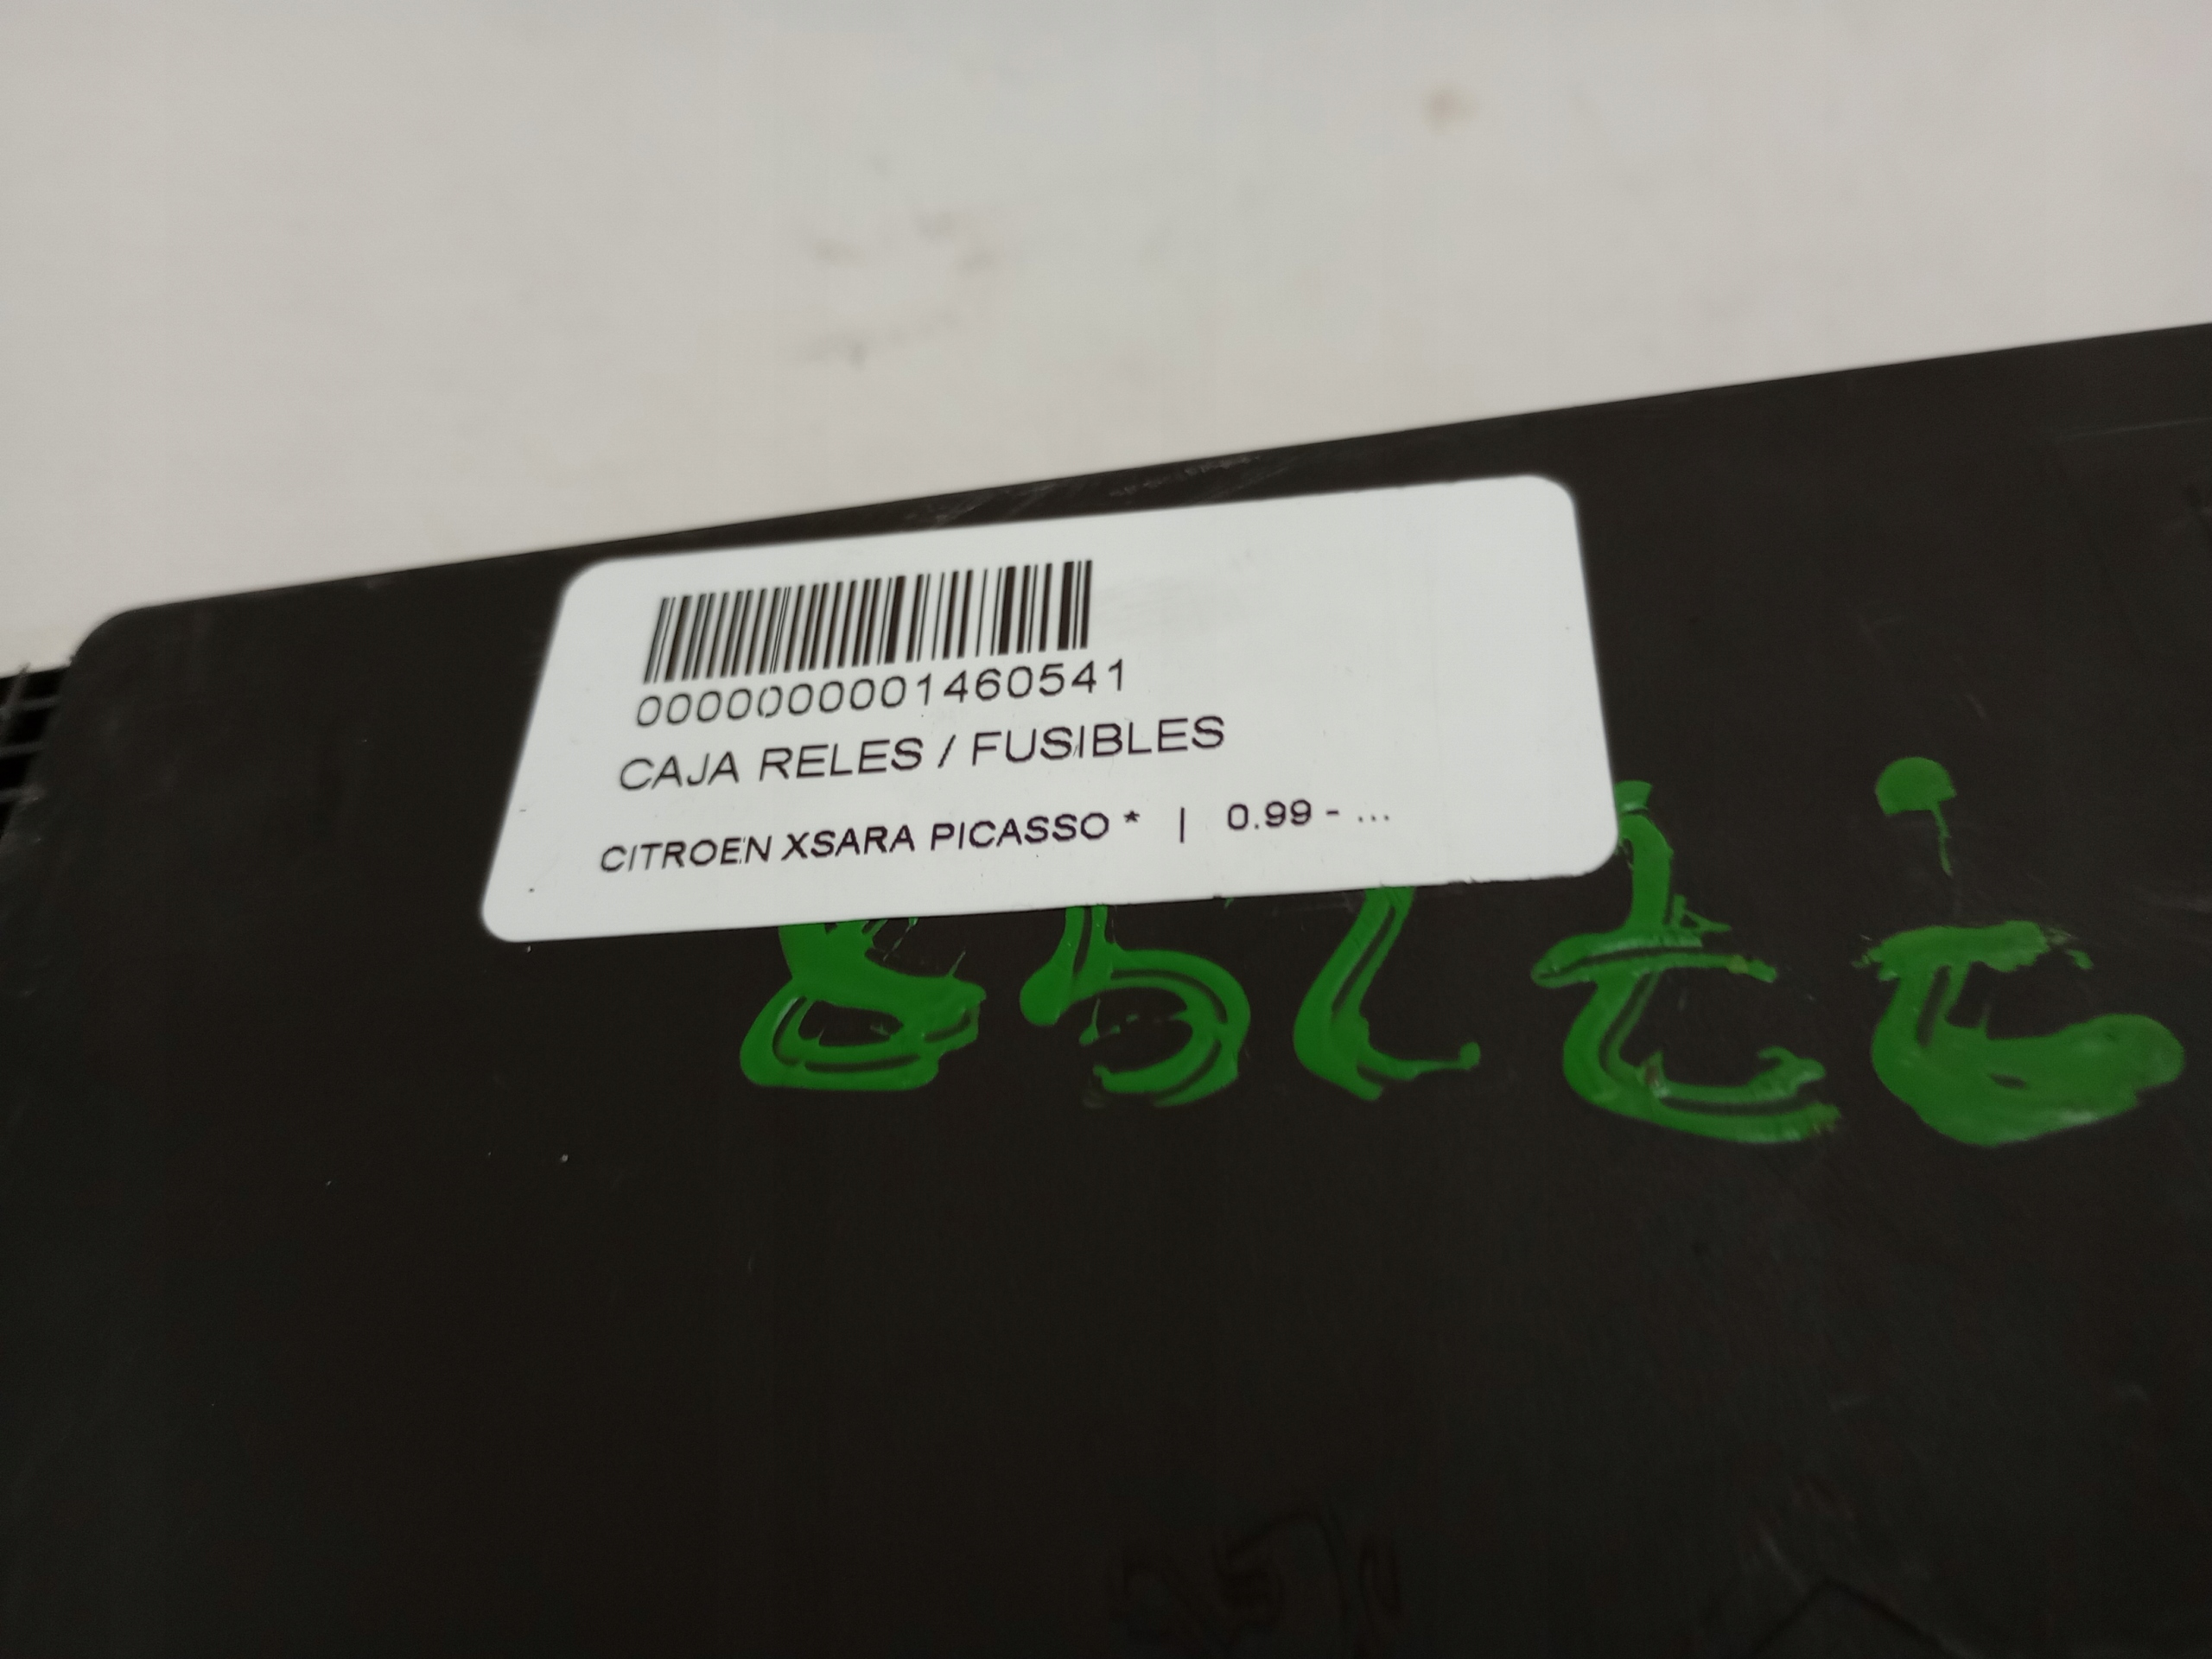 0000000001460541
CAJA RELES / FUSIBLES
CITROEN XSARA PICASSO * | 0.99 - ...